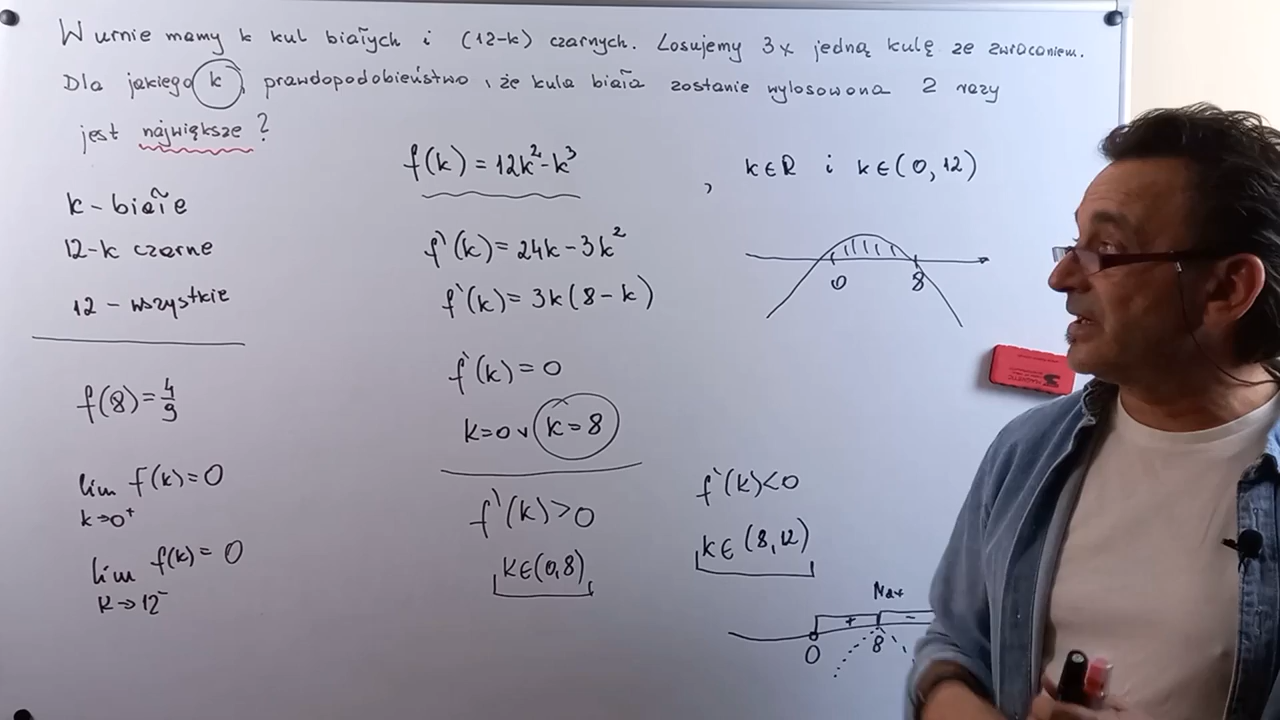 W urnie mamy k kul białych i (12-k) czarnych. Losujemy 3x jedną kulę ze zwracaniem.
Dla jakiego k, prawdopodobieństwo, że kula biała zostanie wylosowona 2 razy
jest największe?
k - białe
12-k czarne
12 - wszystkie
f(8) = 4/9
lim f(k) = 0
k→0⁺
lim f(k) = 0
k→12⁻
f(k) = 12k² - k³ , k∈R i k∈(0, 12)
f'(k) = 24k - 3k²
f'(k) = 3k(8 - k)
f'(k) = 0
k=0 ∨ k=8
f'(k) > 0
k∈(0,8)
0 8
f'(k) < 0
k∈(8,12)
Max
+ -
0 8
MAGNETIC